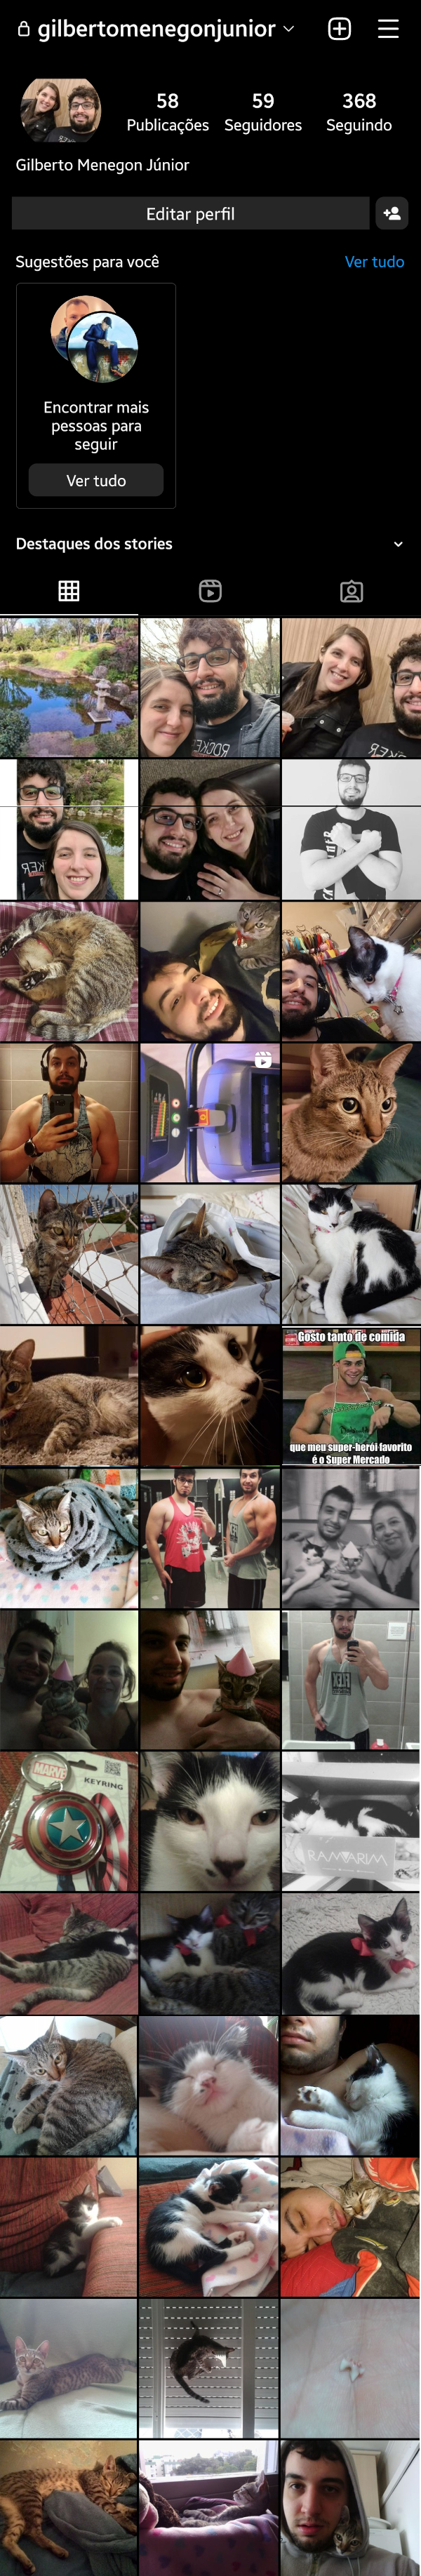 gilbertomenegonjunior
58
59
368
Publicações
Seguidores
Seguindo
Gilberto Menegon Júnior
Editar perfil
Sugestões para você
Ver tudo
Encontrar mais
pessoas para
seguir
Ver tudo
Destaques dos stories
Gosto tanto de comida
que meu super-herói favorito
é o Super Mercado
MARVEL
KEYRING
RAMARIM